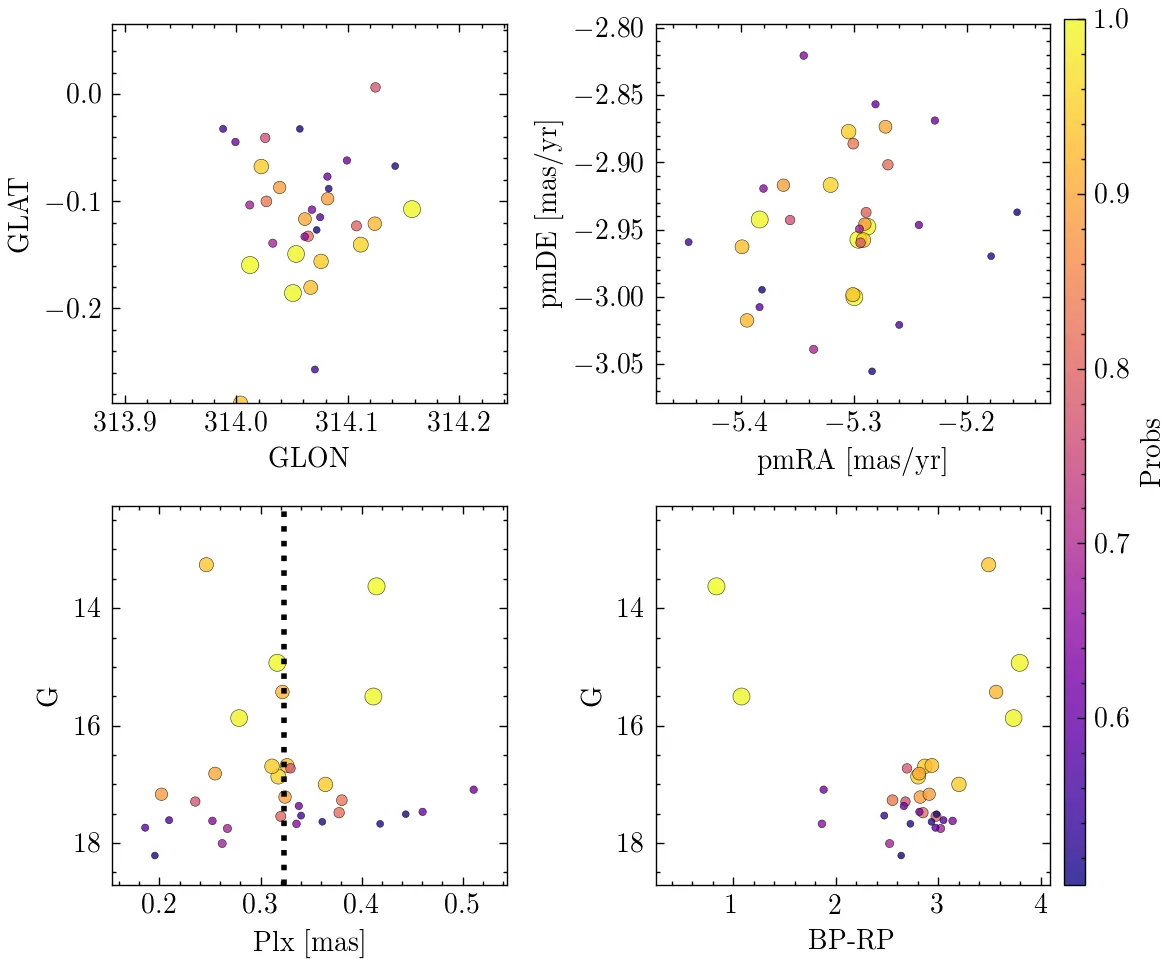 0.0
−0.1
−0.2
GLAT
313.9 314.0 314.1 314.2
GLON
−2.80
−2.85
−2.90
−2.95
−3.00
−3.05
pmDE [mas/yr]
−5.4 −5.3 −5.2
pmRA [mas/yr]
14
16
18
G
0.2 0.3 0.4 0.5
Plx [mas]
14
16
18
G
1 2 3 4
BP-RP
1.0
0.9
0.8
0.7
0.6
Probs